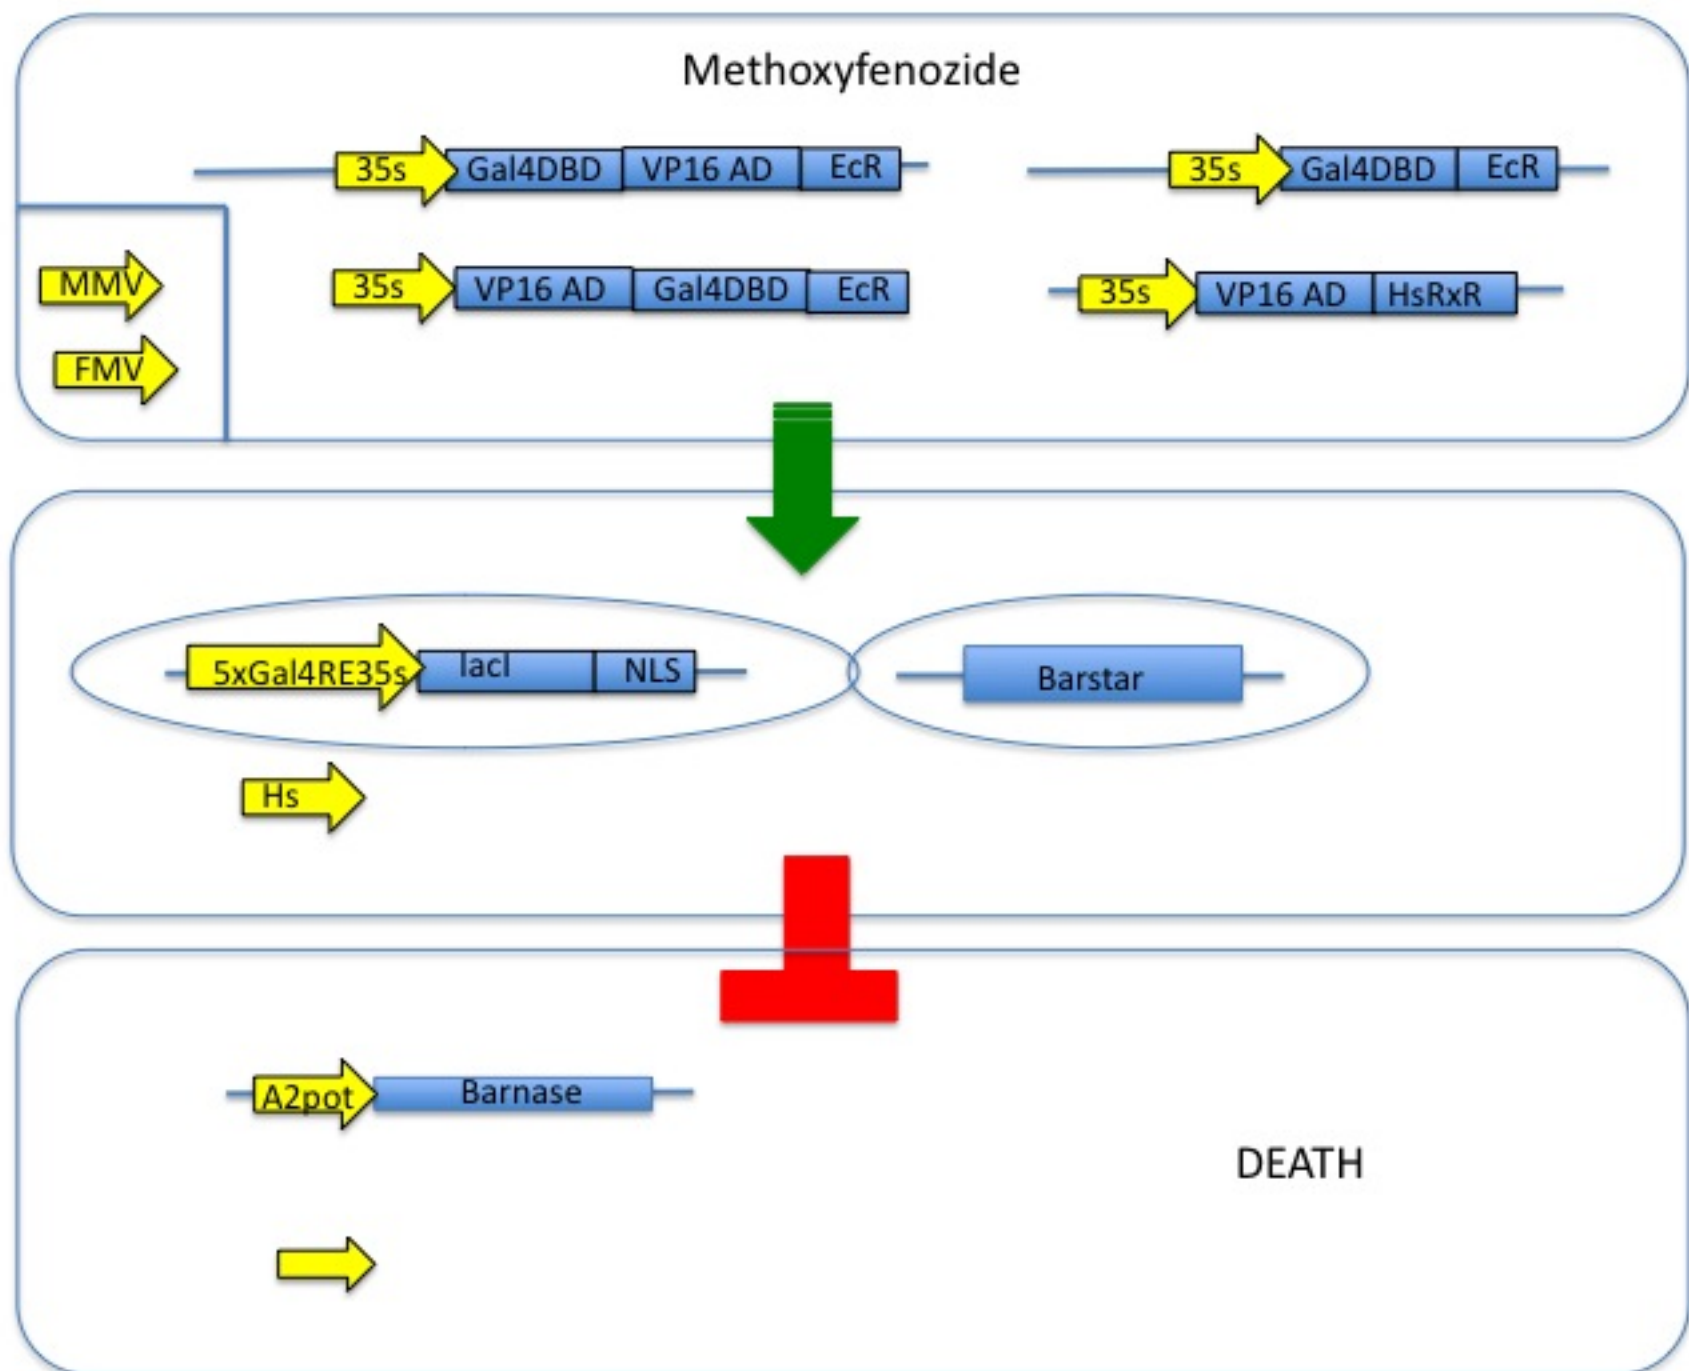 Methoxyfenozide
35s Gal4DBD VP16 AD EcR
35s Gal4DBD EcR
MMV
35s VP16 AD Gal4DBD EcR
35s VP16 AD HsRxR
FMV
5xGal4RE35s lacI NLS
Barstar
Hs
A2pot Barnase
DEATH